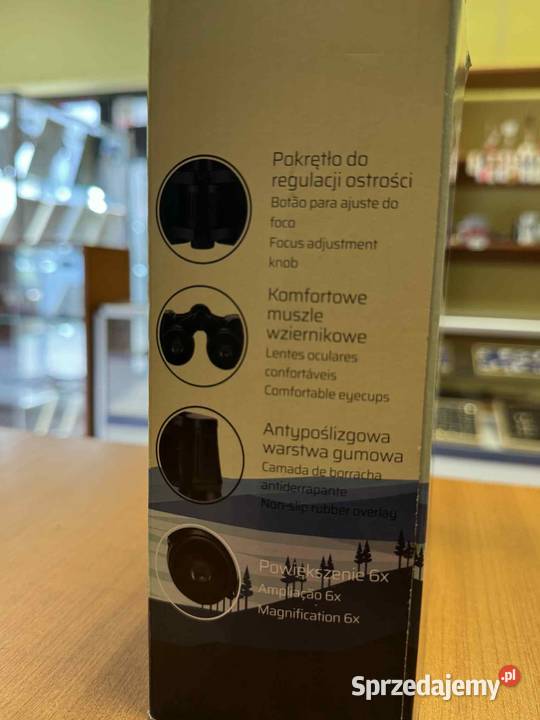 Pokrętło do
regulacji ostrości
Botão para ajuste do
foco
Focus adjustment
knob
Komfortowe
muszle
wziernikowe
Lentes oculares
confortáveis
Comfortable eyecups
Antypoślizgowa
warstwa gumowa
Camada de borracha
antiderrapante
Non-slip rubber overlay
Powiększenie 6x
Ampliação 6x
Magnification 6x
Sprzedajemy.pl